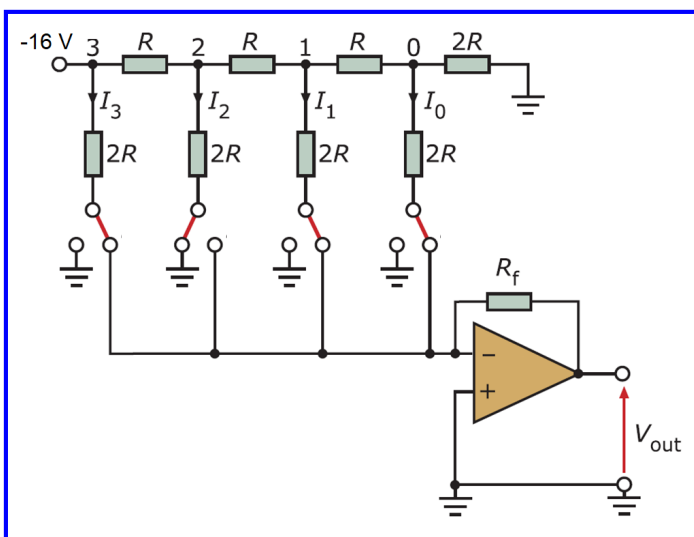 -16 V 3 R 2 R 1 R 0 2R
I3 I2 I1 I0
2R 2R 2R 2R
Rf
−
+
Vout